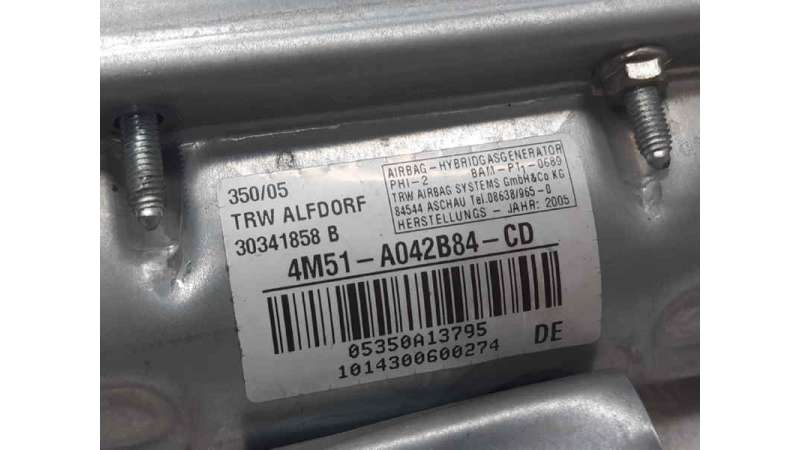 350/05
TRW ALFDORF
30341858 B
AIRBAG-HYBRIDGASGENERATOR
PHI-2 BAM-PT1-0689
TRW AIRBAG SYSTEMS GmbH&Co KG
84544 ASCHAU Tel.08638/965-0
HERSTELLUNGS-JAHR: 2005
4M51-A042B84-CD
05350A13795 DE
1014300600274